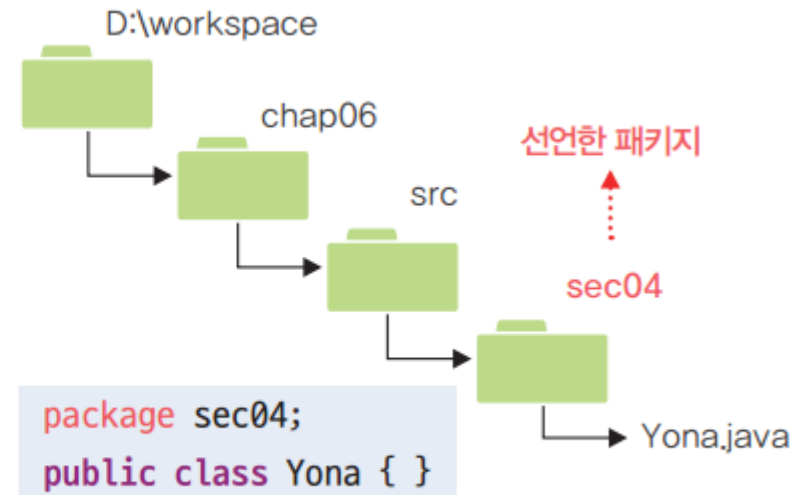 D:\workspace
chap06
선언한 패키지
src
sec04
package sec04;
Yona.java
public class Yona { }